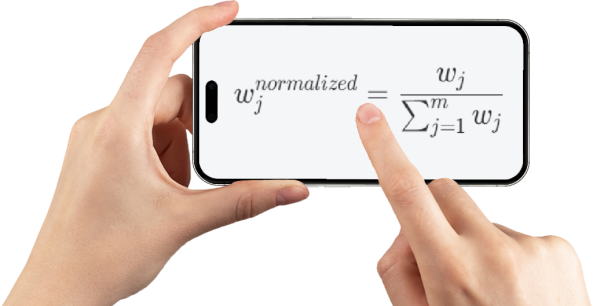 w_j^{normalized} = \frac{w_j}{\sum_{j=1}^{m} w_j}